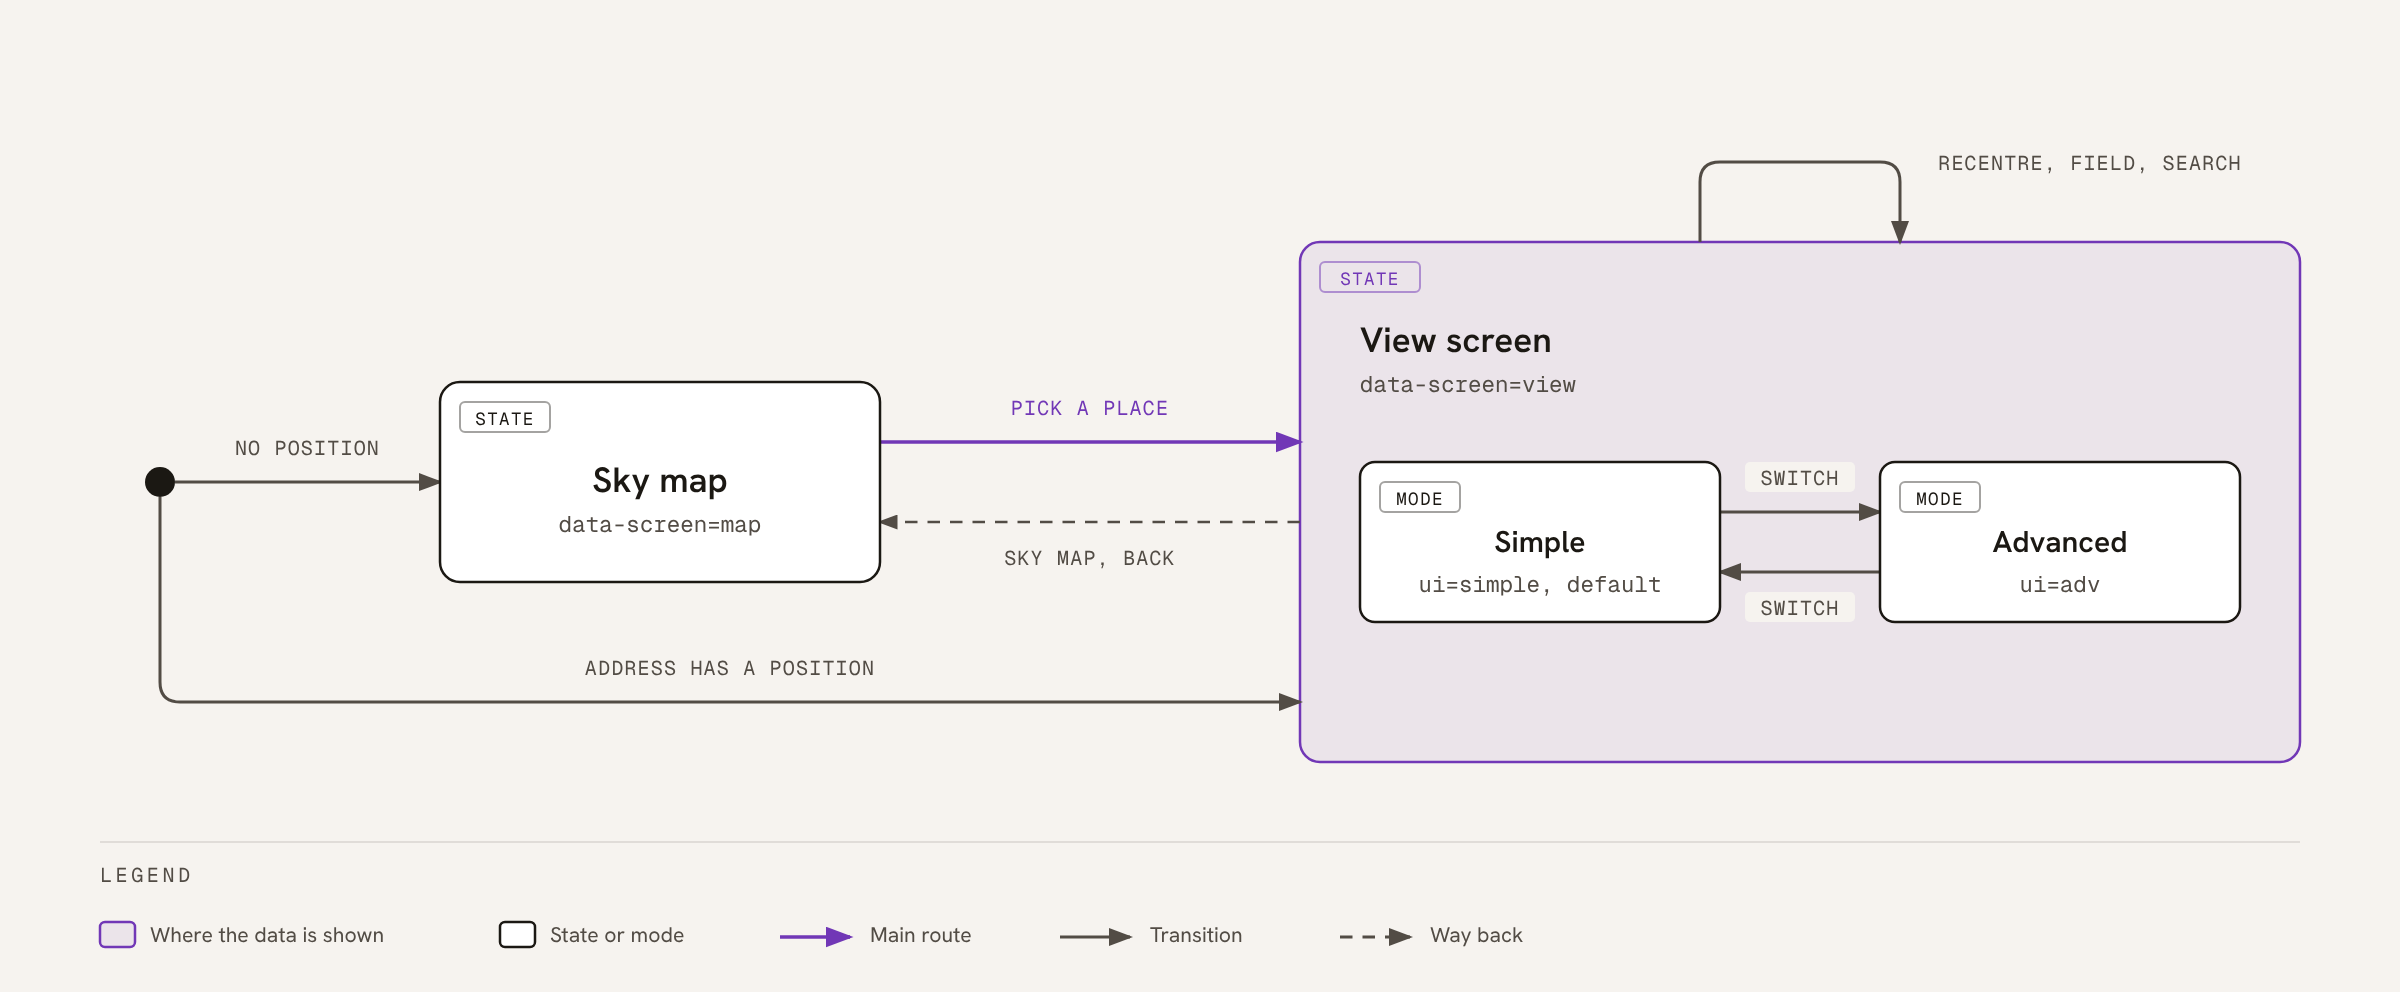 RECENTRE, FIELD, SEARCH
STATE
View screen
data-screen=view
STATE
Sky map
data-screen=map
NO POSITION
PICK A PLACE
SKY MAP, BACK
MODE
Simple
ui=simple, default
SWITCH
SWITCH
MODE
Advanced
ui=adv
ADDRESS HAS A POSITION
LEGEND
Where the data is shown
State or mode
Main route
Transition
Way back